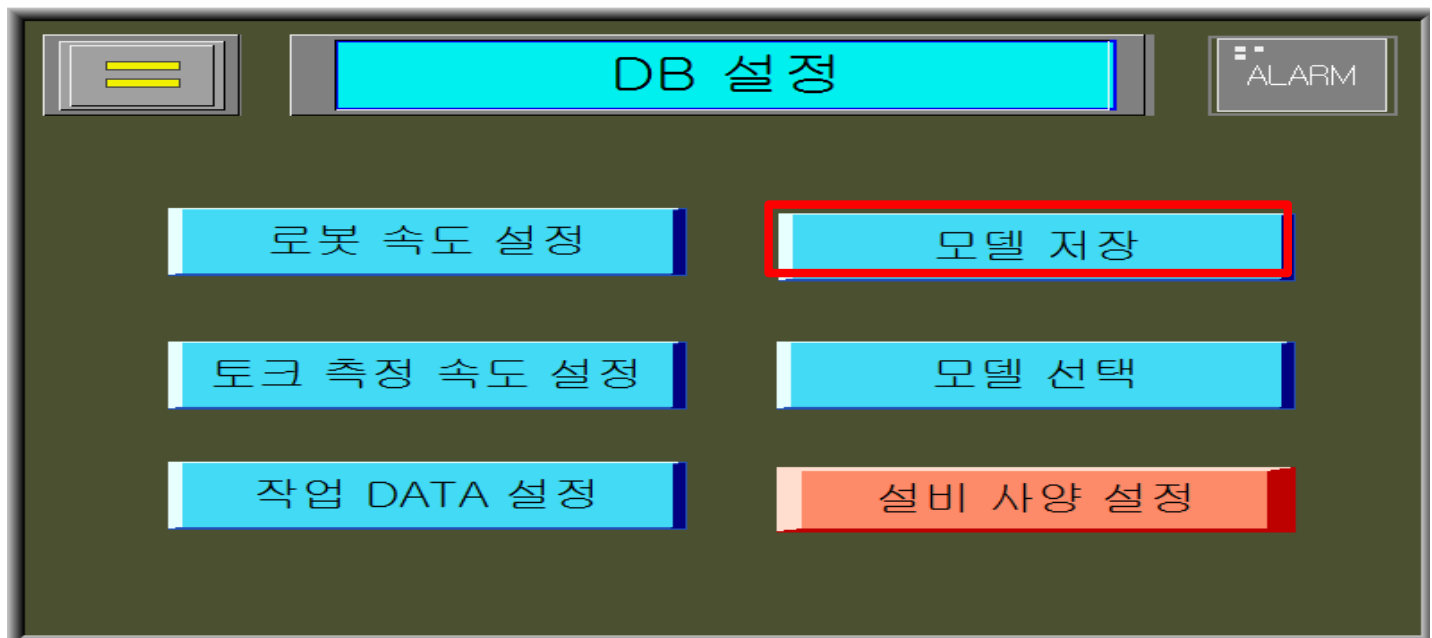 DB 설정
ALARM
로봇 속도 설정
모델 저장
토크 측정 속도 설정
모델 선택
작업 DATA 설정
설비 사양 설정